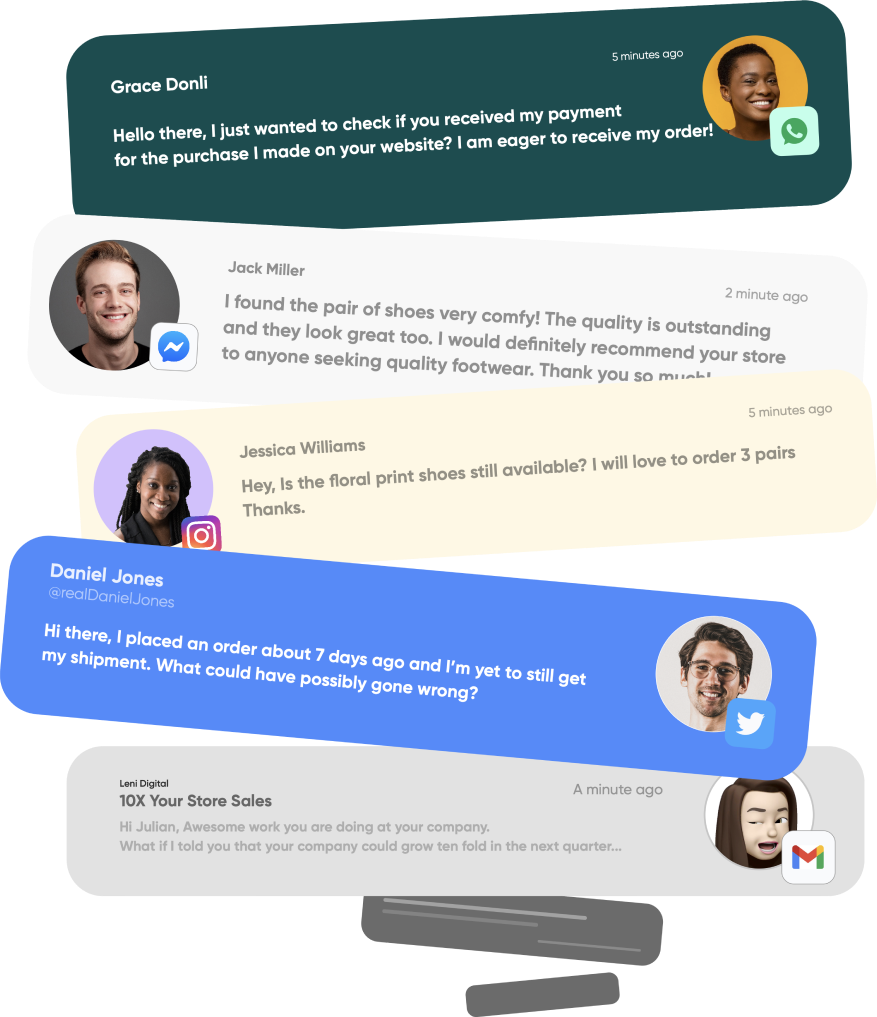 5 minutes ago
Grace Donli
Hello there, I just wanted to check if you received my payment
for the purchase I made on your website? I am eager to receive my order!
Jack Miller
2 minute ago
I found the pair of shoes very comfy! The quality is outstanding
and they look great too. I would definitely recommend your store
to anyone seeking quality footwear. Thank you so much!
5 minutes ago
Jessica Williams
Hey, Is the floral print shoes still available? I will love to order 3 pairs
Thanks.
Daniel Jones
@realDanielJones
Hi there, I placed an order about 7 days ago and I’m yet to still get
my shipment. What could have possibly gone wrong?
Leni Digital
10X Your Store Sales
A minute ago
Hi Julian, Awesome work you are doing at your company.
What if I told you that your company could grow ten fold in the next quarter...